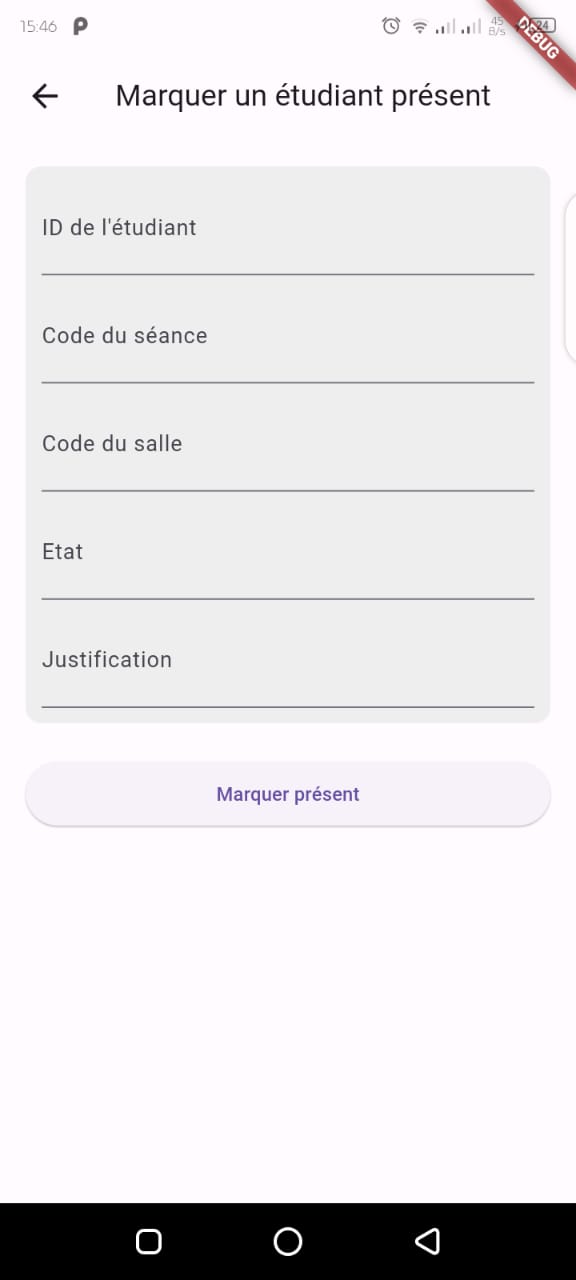 15:46
45
B/s
24
DEBUG
Marquer un étudiant présent
ID de l'étudiant
Code du séance
Code du salle
Etat
Justification
Marquer présent